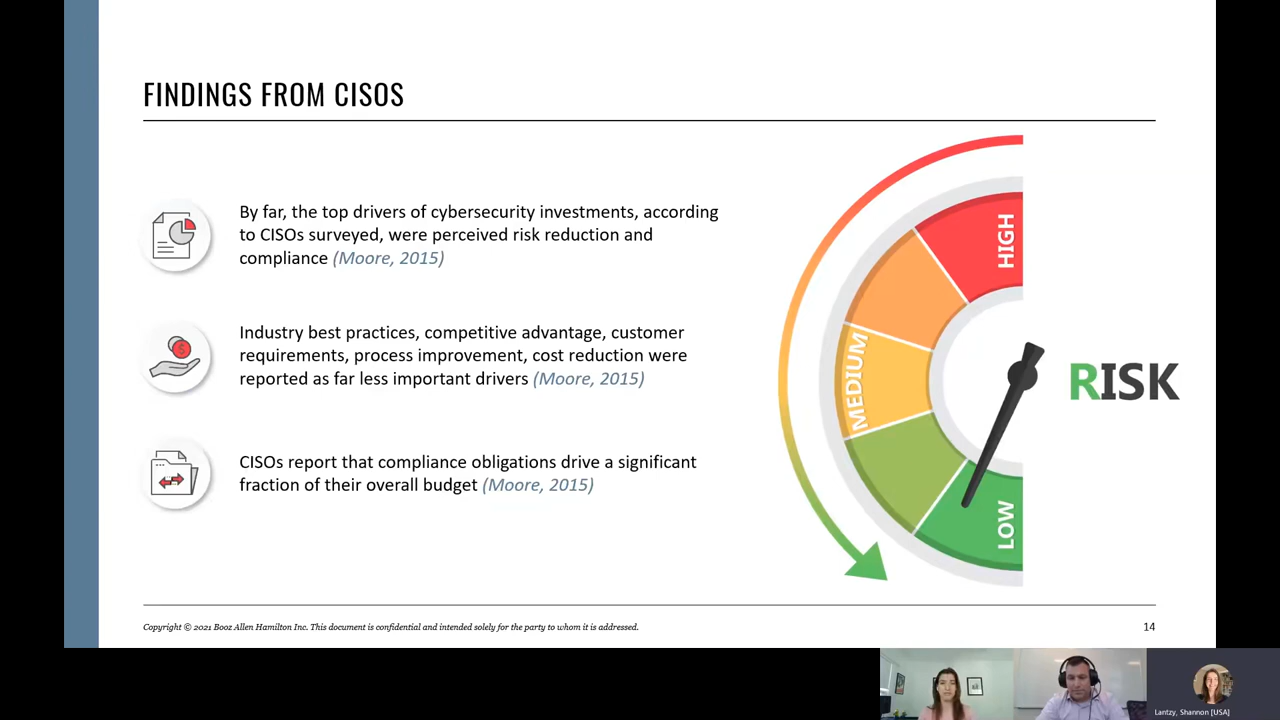 FINDINGS FROM CISOS
By far, the top drivers of cybersecurity investments, according
to CISOs surveyed, were perceived risk reduction and
compliance (Moore, 2015)
Industry best practices, competitive advantage, customer
requirements, process improvement, cost reduction were
reported as far less important drivers (Moore, 2015)
CISOs report that compliance obligations drive a significant
fraction of their overall budget (Moore, 2015)
HIGH
MEDIUM
LOW
RISK
Copyright © 2021 Booz Allen Hamilton Inc. This document is confidential and intended solely for the party to whom it is addressed.
14
Lantzy, Shannon [USA]